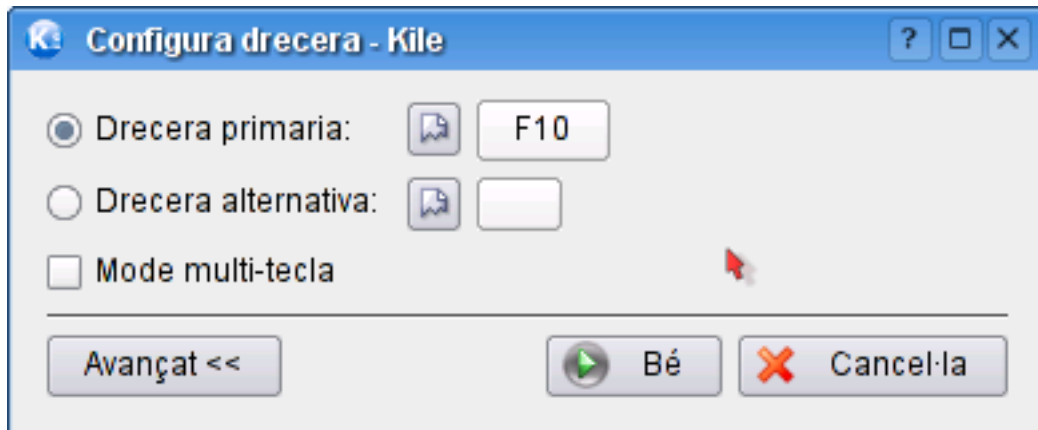 Configura drecera - Kile
Drecera primaria: F10
Drecera alternativa:
Mode multi-tecla
Avançat << Bé Cancel·la